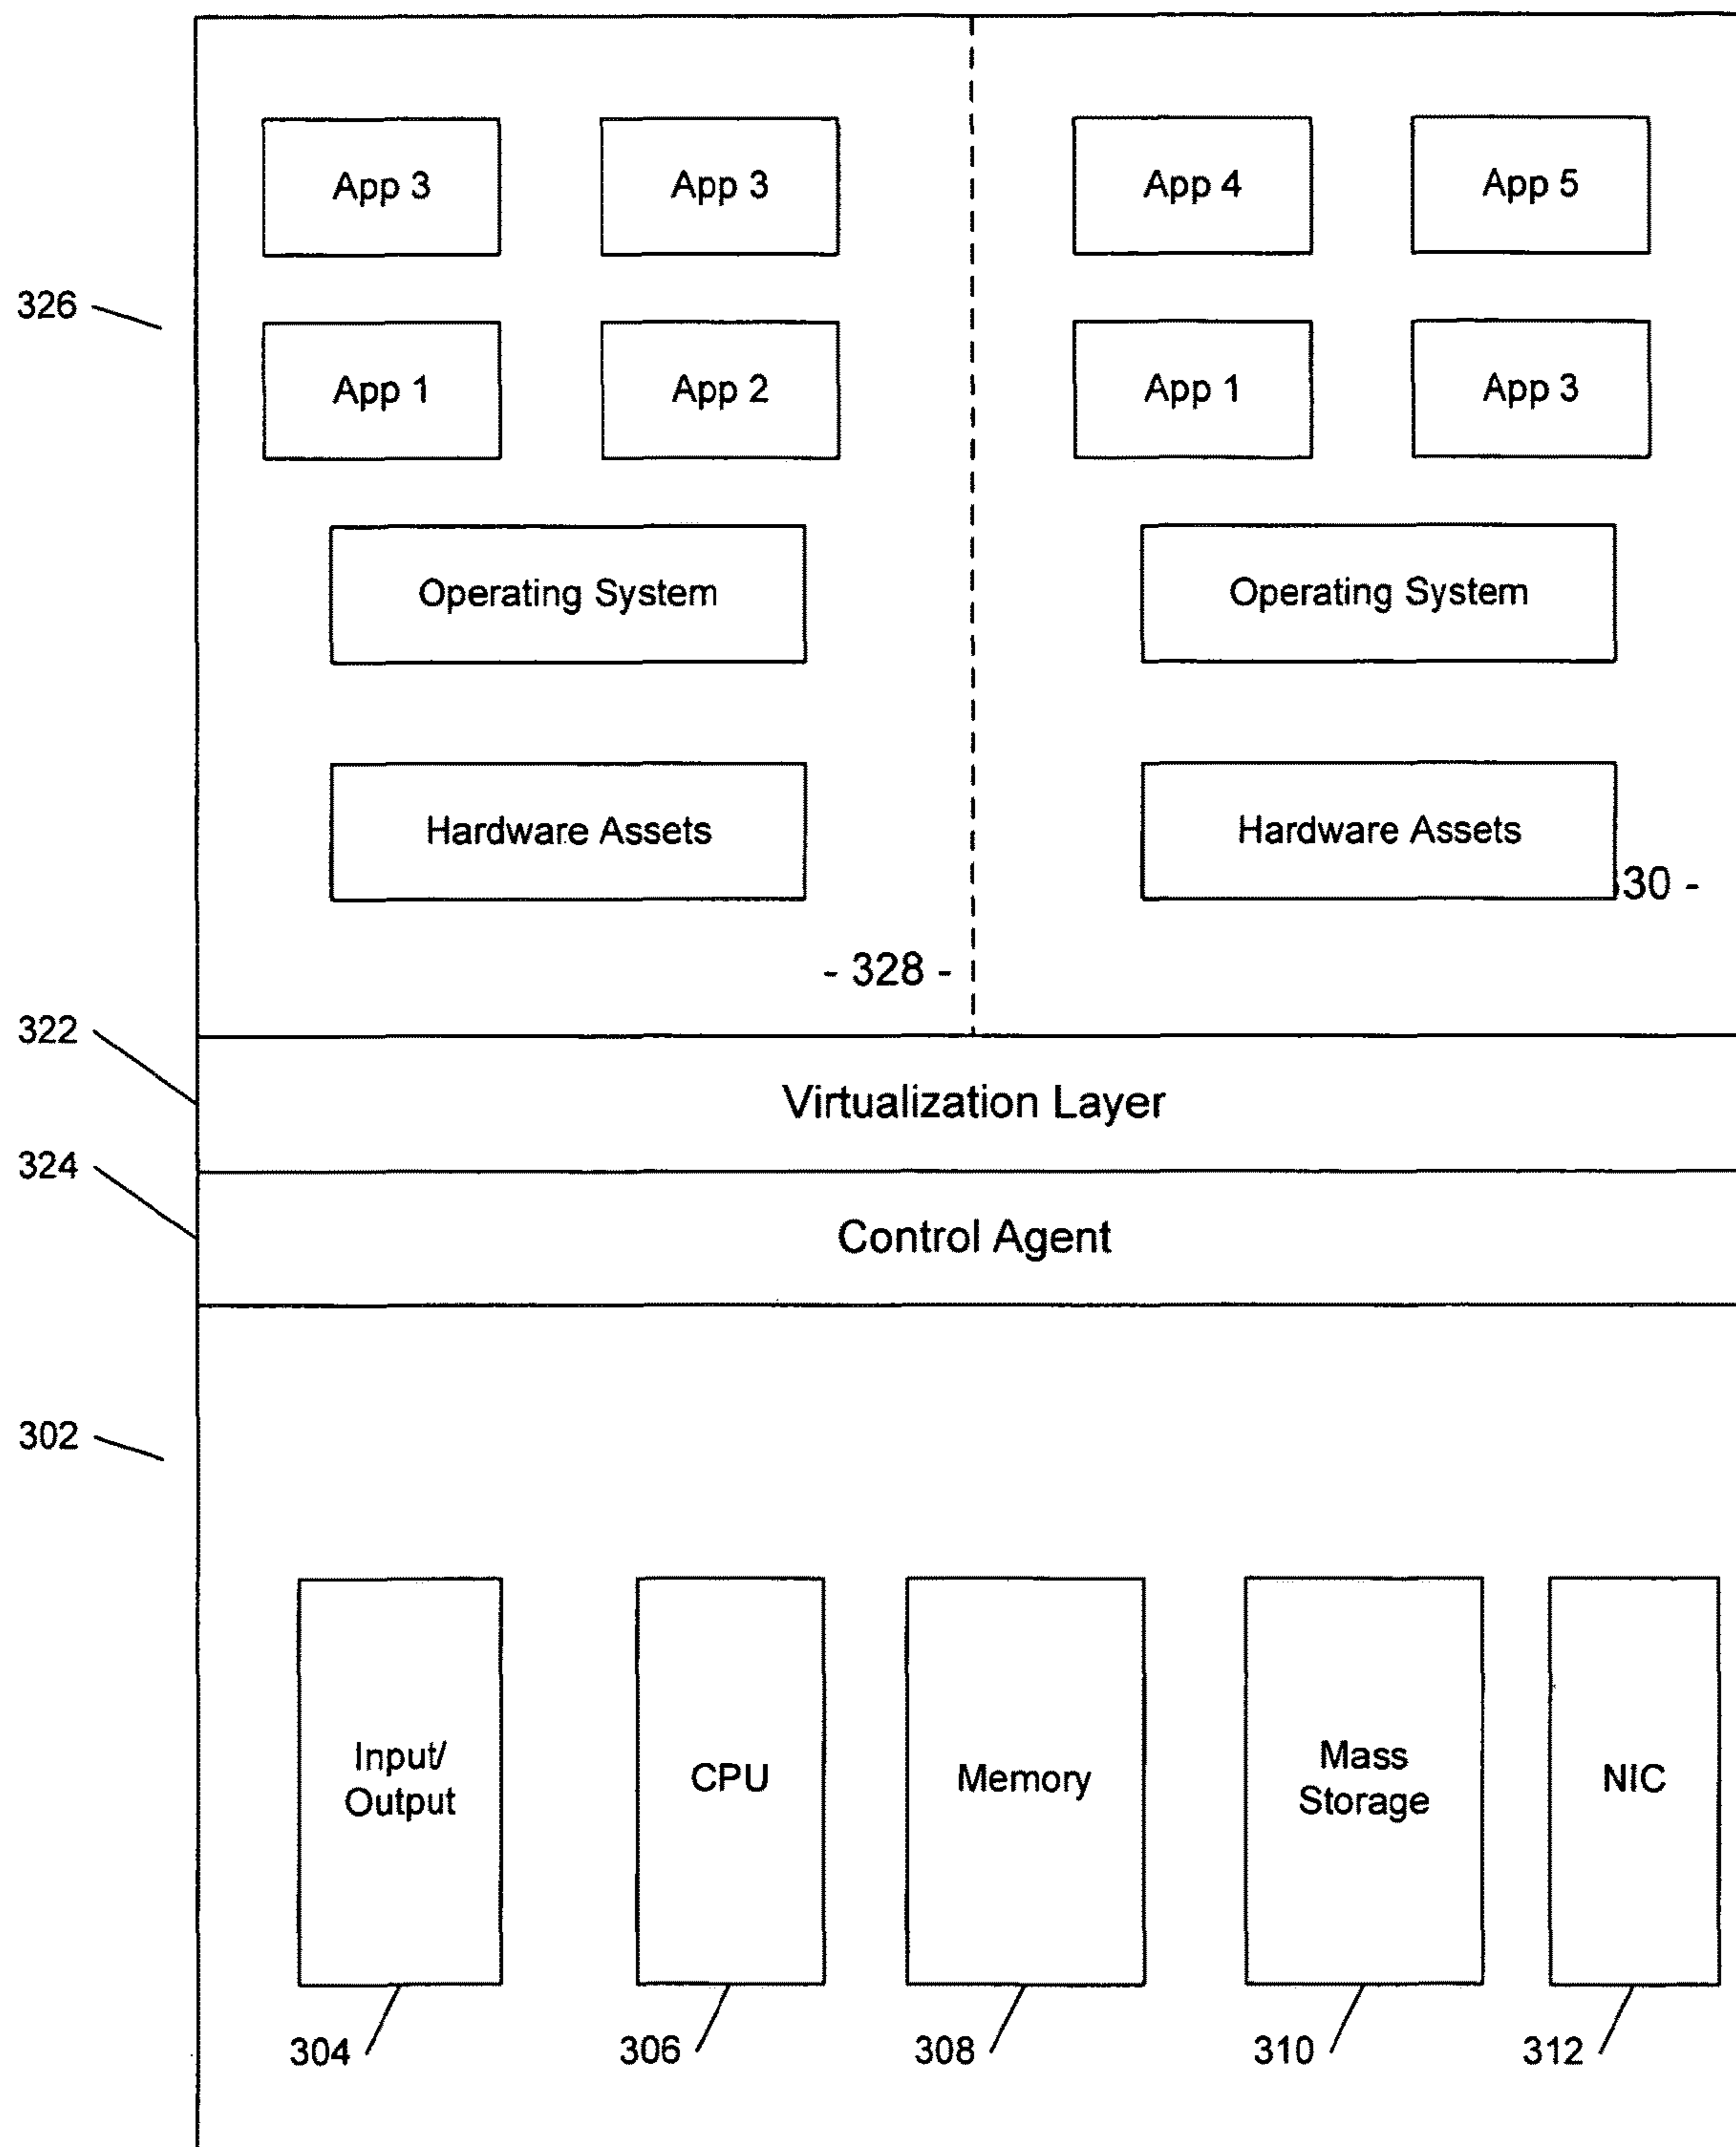 App 3
App 3
App 4
App 5
326
App 1
App 2
App 1
App 3
Operating System
Operating System
Hardware Assets
Hardware Assets
30 -
- 328 -
322
Virtualization Layer
324
Control Agent
302
Input/
Output
CPU
Memory
Mass
Storage
NIC
304
306
308
310
312